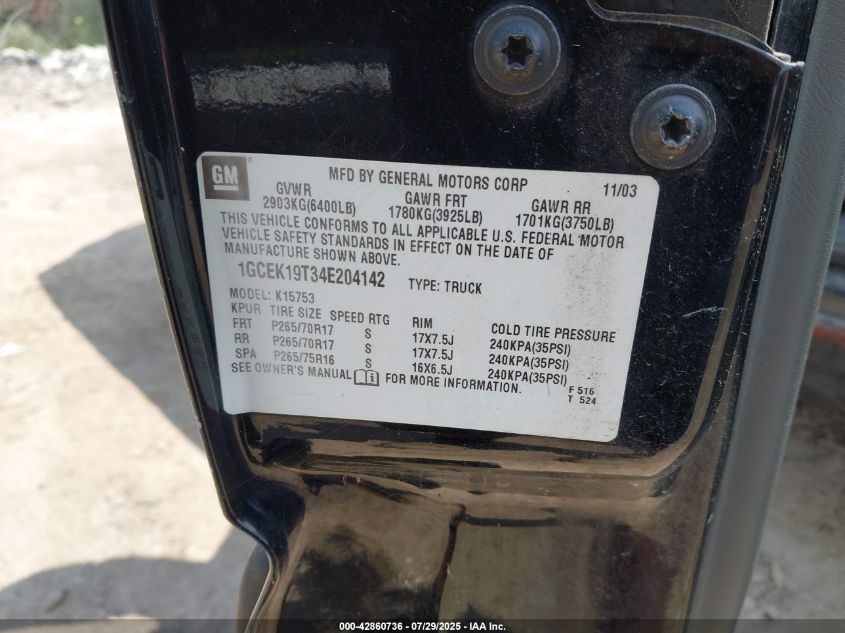 GM
MFD BY GENERAL MOTORS CORP 11/03
GVWR GAWR FRT GAWR RR
2903KG(6400LB) 1780KG(3925LB) 1701KG(3750LB)
THIS VEHICLE CONFORMS TO ALL APPLICABLE U.S. FEDERAL MOTOR
VEHICLE SAFETY STANDARDS IN EFFECT ON THE DATE OF
MANUFACTURE SHOWN ABOVE.
1GCEK19T34E204142 TYPE: TRUCK
MODEL: K15753
KPUR TIRE SIZE SPEED RTG RIM COLD TIRE PRESSURE
FRT P265/70R17 S 17X7.5J 240KPA(35PSI)
RR P265/70R17 S 17X7.5J 240KPA(35PSI)
SPA P265/75R16 S 16X6.5J 240KPA(35PSI)
SEE OWNER'S MANUAL FOR MORE INFORMATION.
F 516
T 524
000-42860736 - 07/29/2025 - IAA Inc.